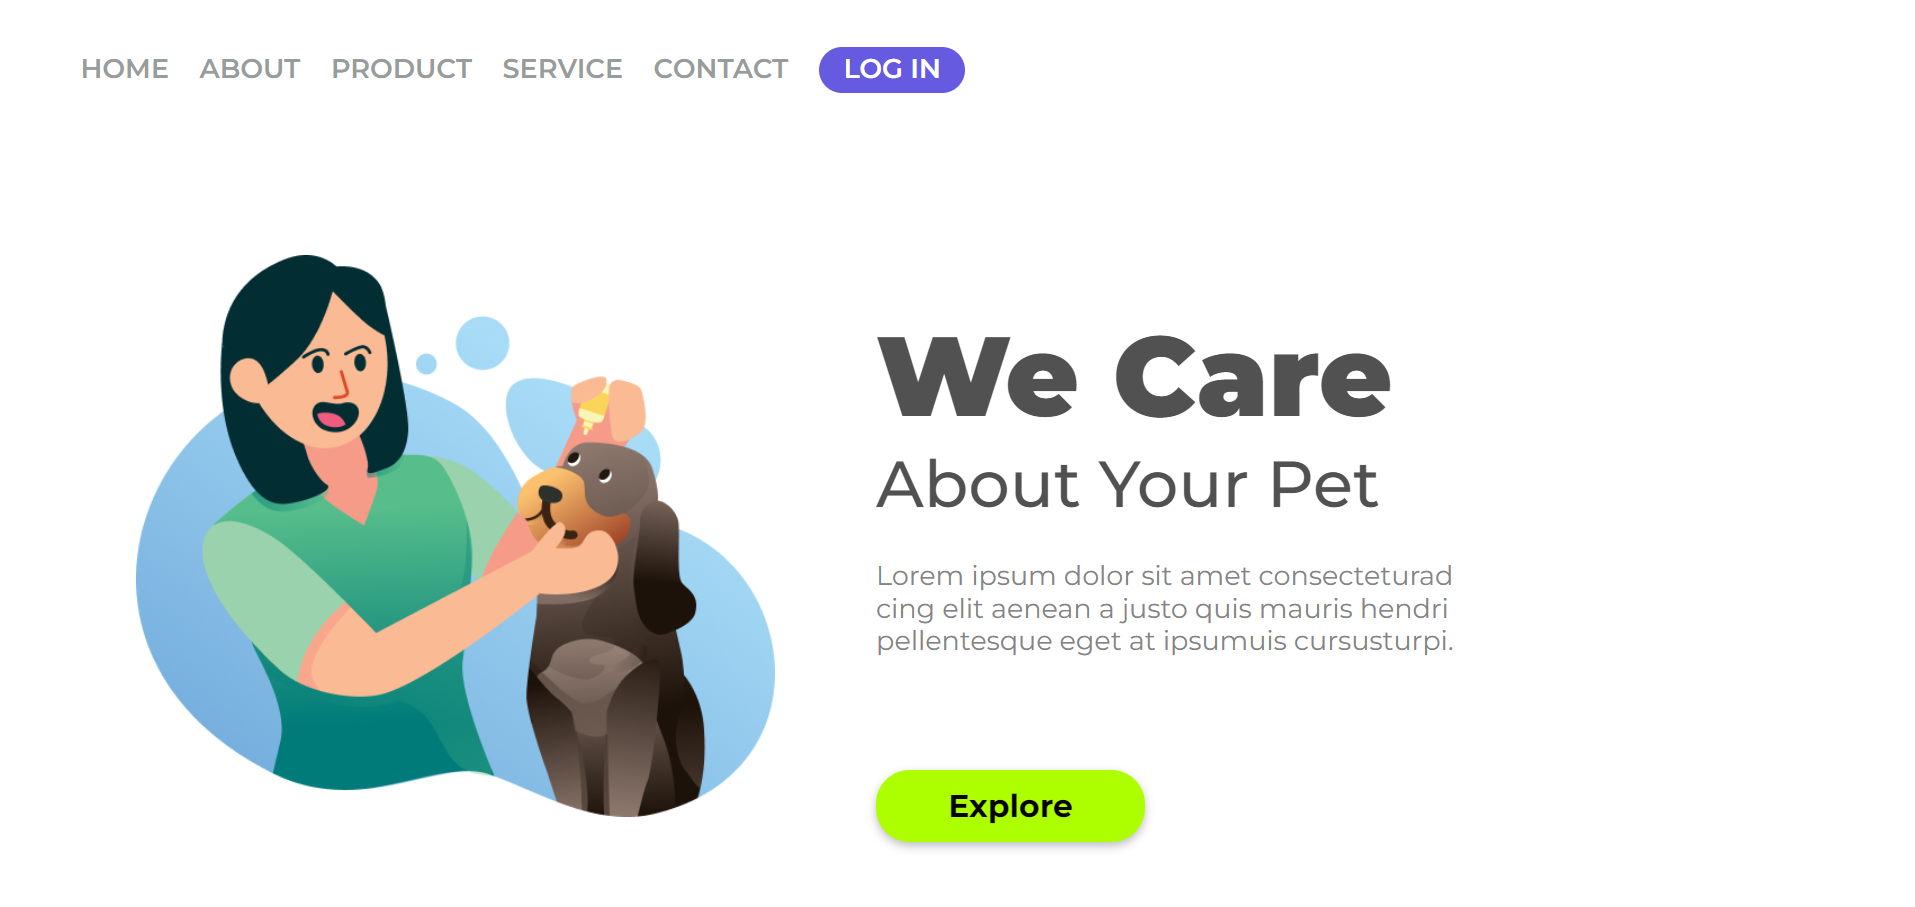 HOME ABOUT PRODUCT SERVICE CONTACT LOG IN
We Care
About Your Pet
Lorem ipsum dolor sit amet consecteturad
cing elit aenean a justo quis mauris hendri
pellentesque eget at ipsumuis cursusturpi.
Explore